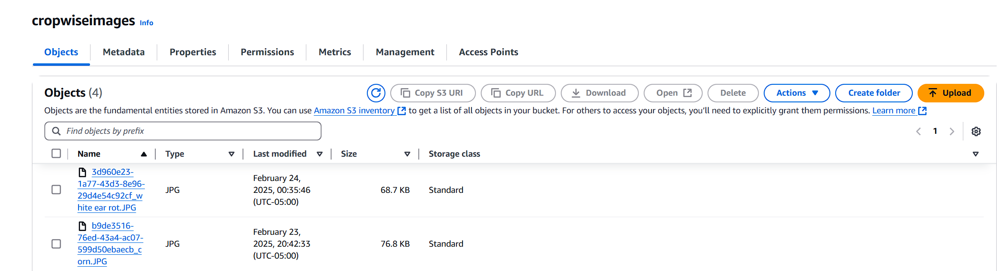 cropwiseimages Info
Objects Metadata Properties Permissions Metrics Management Access Points
Objects (4) Copy S3 URI Copy URL Download Open Delete Actions Create folder Upload
Objects are the fundamental entities stored in Amazon S3. You can use Amazon S3 inventory to get a list of all objects in your bucket. For others to access your objects, you’ll need to explicitly grant them permissions. Learn more
Find objects by prefix 1
Name Type Last modified Size Storage class
3d960e23-
1a77-43d3-8e96-
29d4e54c92cf_w
hite ear rot.JPG
JPG
February 24,
2025, 00:35:46
(UTC-05:00)
68.7 KB
Standard
b9de3516-
76ed-43a4-ac07-
599d50ebaecb_c
orn.JPG
JPG
February 23,
2025, 20:42:33
(UTC-05:00)
76.8 KB
Standard